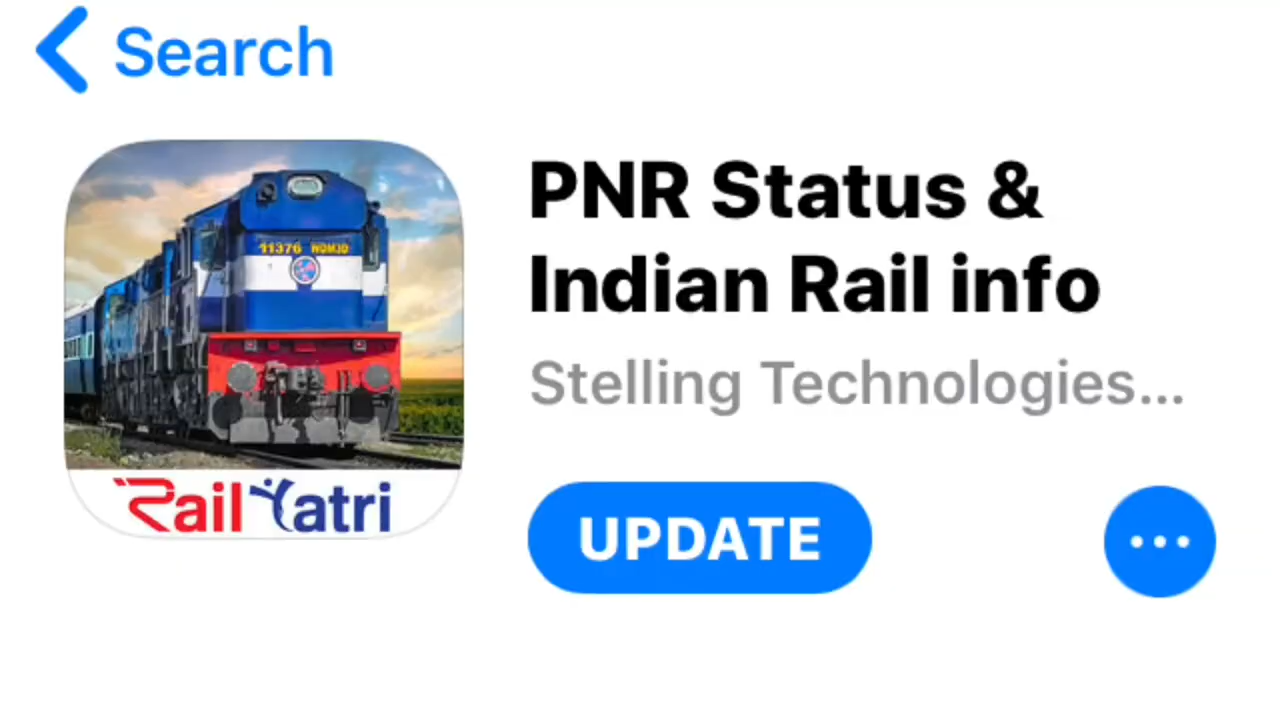 Search
PNR Status &
Indian Rail info
Stelling Technologies...
UPDATE
11376 WDM3D
RailYatri